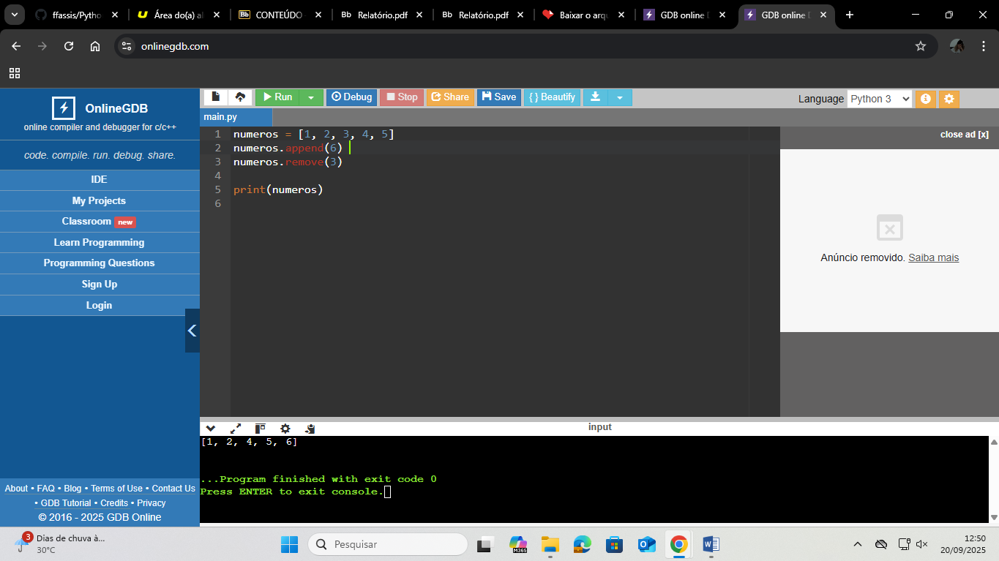 ffassis/Pytho
Área do(a) al
CONTEÚDO
Relatório.pdf
Relatório.pdf
Baixar o arqu
GDB online D
GDB online D
onlinegdb.com
OnlineGDB
online compiler and debugger for c/c++
code. compile. run. debug. share.
IDE
My Projects
Classroom new
Learn Programming
Programming Questions
Sign Up
Login
About • FAQ • Blog • Terms of Use • Contact Us
• GDB Tutorial • Credits • Privacy
© 2016 - 2025 GDB Online
Run Debug Stop Share Save { } Beautify
Language Python 3
main.py
1 numeros = [1, 2, 3, 4, 5]
2 numeros.append(6)
3 numeros.remove(3)
4
5 print(numeros)
6
close ad [x]
Anúncio removido. Saiba mais
input
[1, 2, 4, 5, 6]
...Program finished with exit code 0
Press ENTER to exit console.
3
Dias de chuva à...
30°C
Pesquisar
M365
12:50
20/09/2025